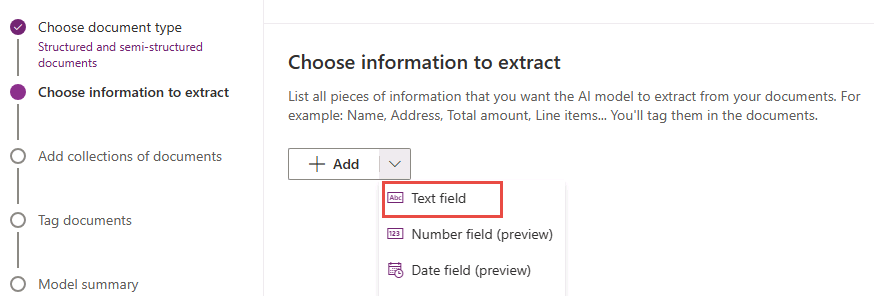 Choose document type
Structured and semi-structured
documents
Choose information to extract
Add collections of documents
Tag documents
Model summary
Choose information to extract
List all pieces of information that you want the AI model to extract from your documents. For
example: Name, Address, Total amount, Line items... You'll tag them in the documents.
Add
Abc Text field
123 Number field (preview)
Date field (preview)